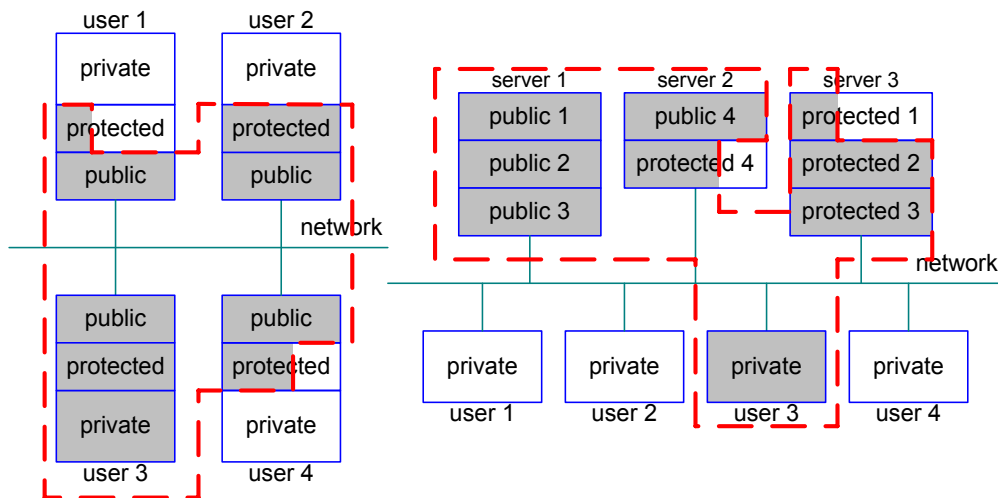 user 1
user 2
private
private
protected
protected
public
public
network
public
public
protected
protected
private
private
user 3
user 4
server 1
server 2
server 3
public 1
public 4
protected 1
public 2
protected 4
protected 2
public 3
protected 3
network
private
private
private
private
user 1
user 2
user 3
user 4